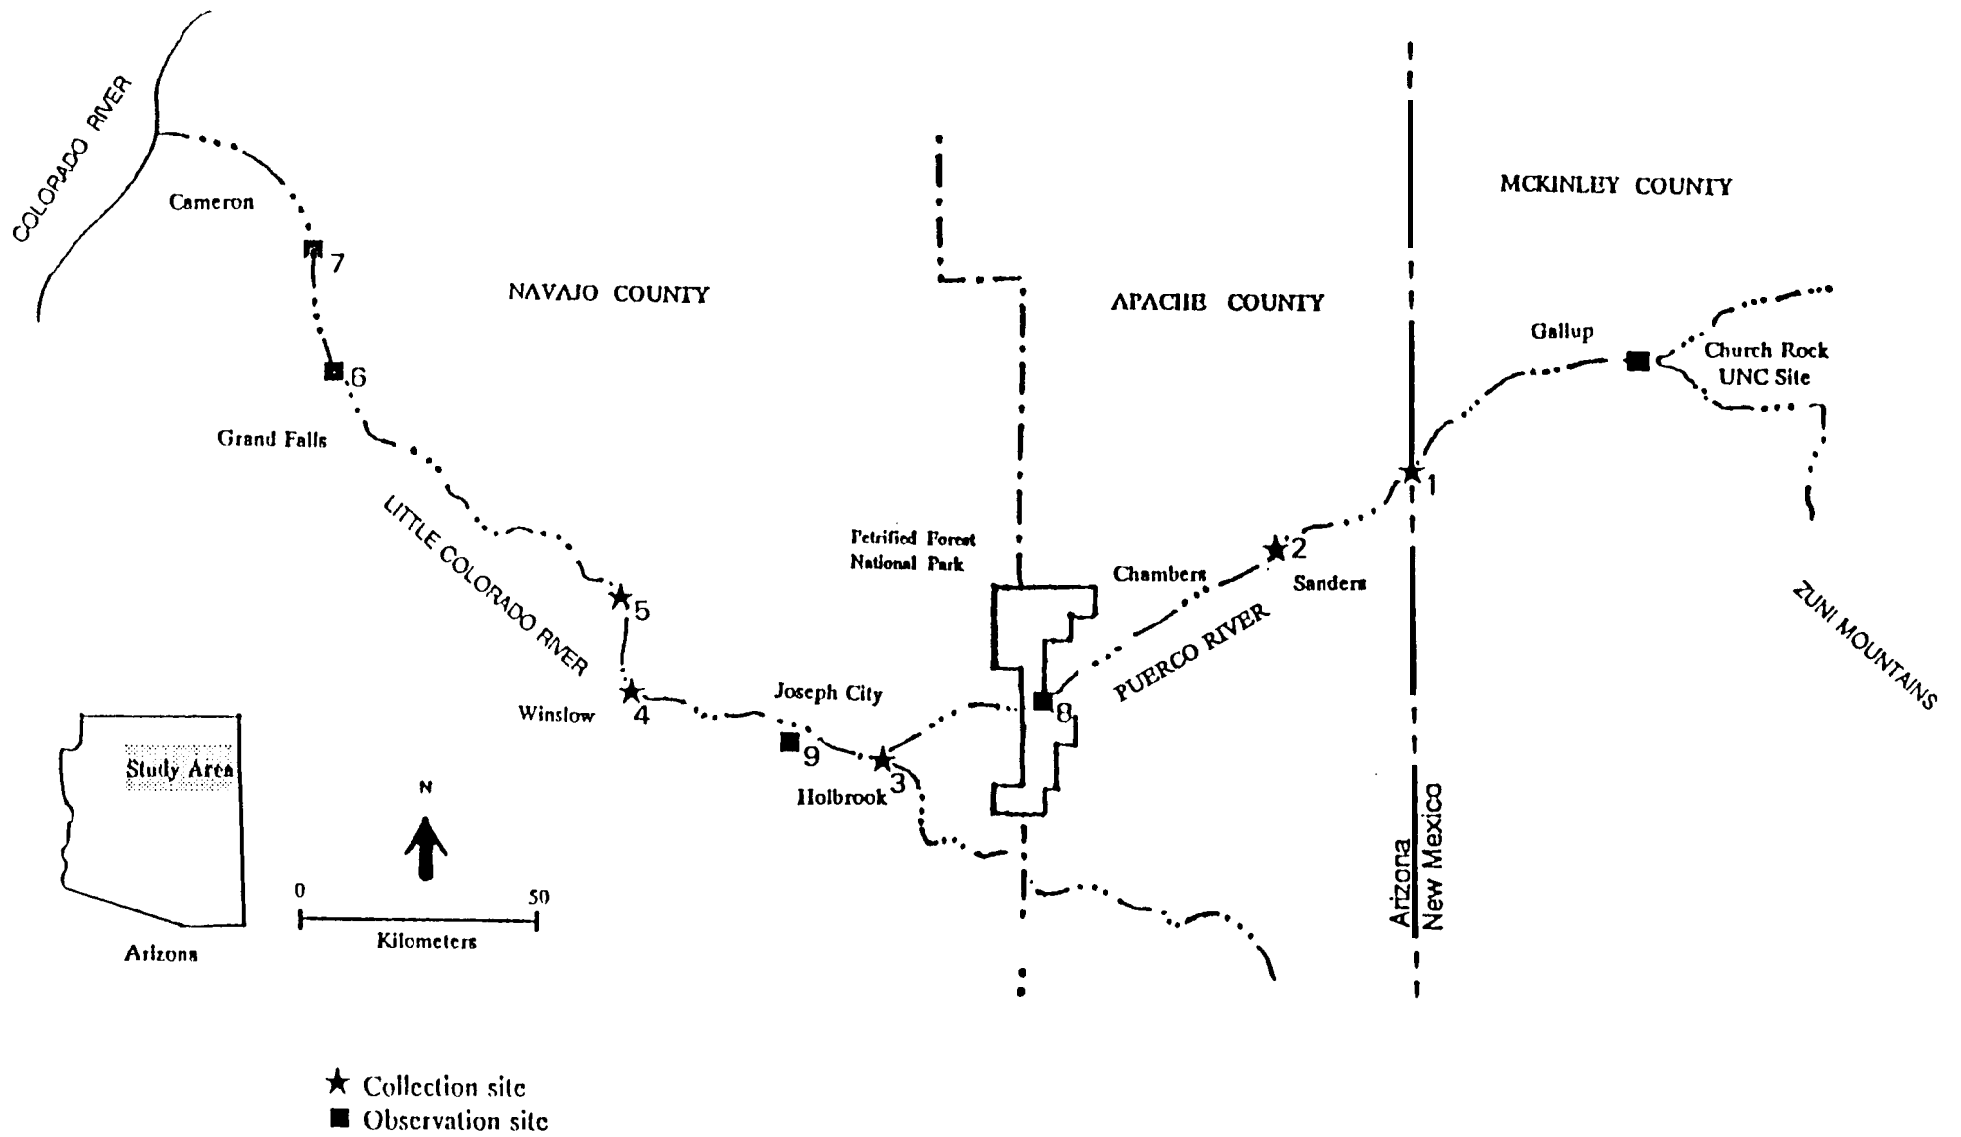 COLORADO RIVER
Cameron
7
6
Grand Falls
NAVAJO COUNTY
APACHE COUNTY
MCKINLEY COUNTY
Gallup
Church Rock
UNC Site
1
2
Sanders
Chambers
PUERCO RIVER
ZUNI MOUNTAINS
Petrified Forest
National Park
LITTLE COLORADO RIVER
5
4
Winslow
Joseph City
9
3
Holbrook
8
Arizona
New Mexico
Study Area
Arizona
N
0 50
Kilometers
Collection site
Observation site